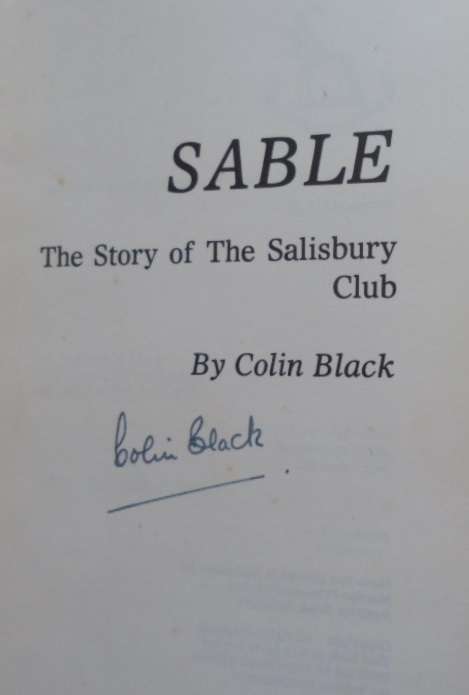 SABLE
The Story of The Salisbury
Club
By Colin Black
Colin Black